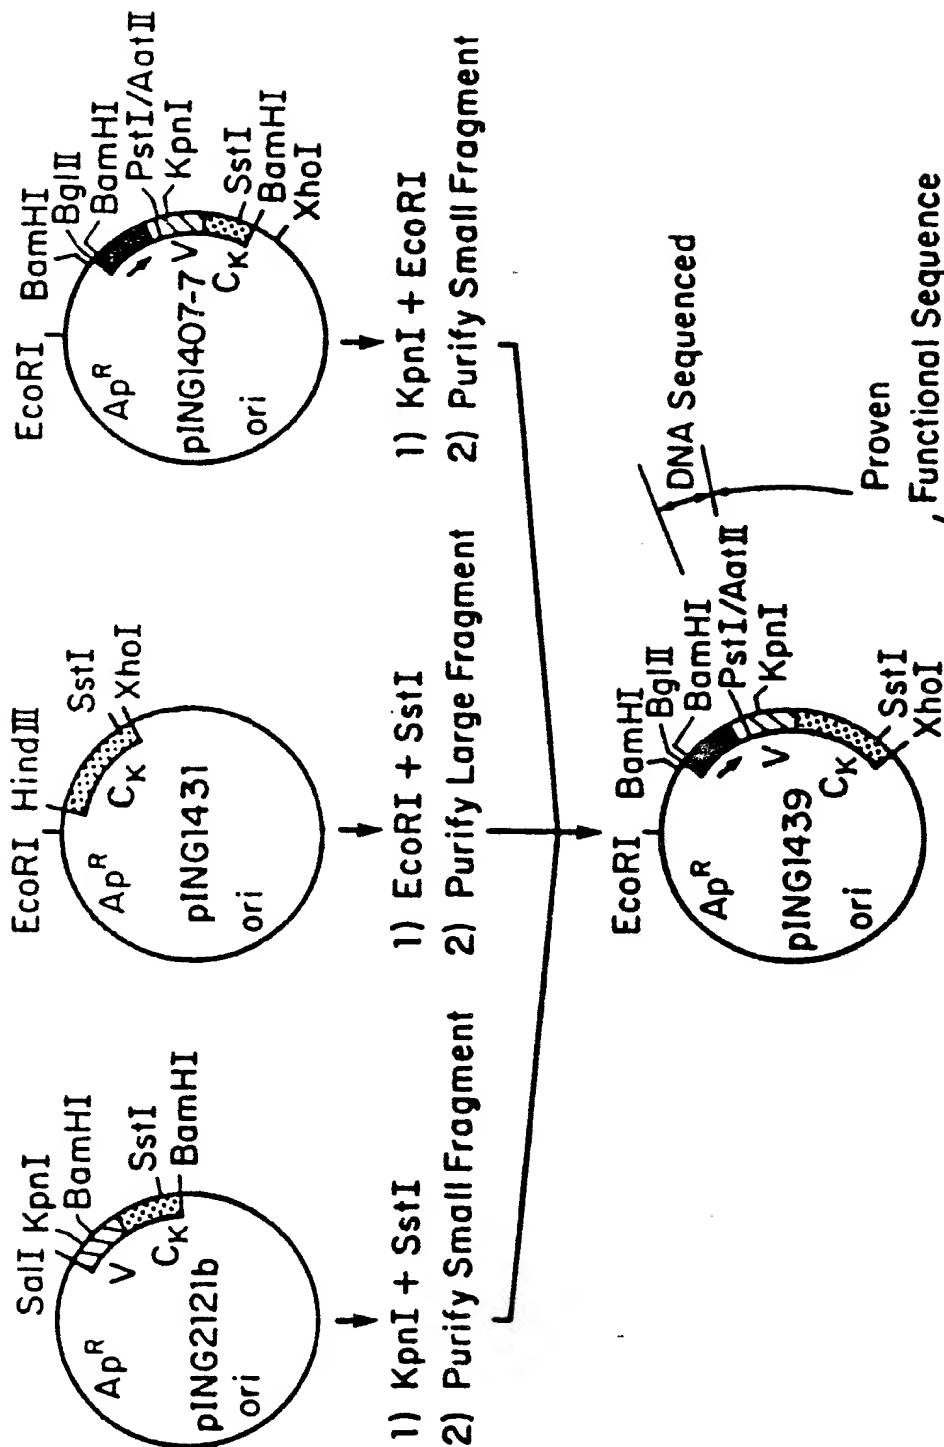 SalI
KpnI
BamHI
SstI
BamHI
V
CK
ApR
pING2121b
ori
1) KpnI + SstI
2) Purify Small Fragment
EcoRI
HindIII
SstI
XhoI
CK
ApR
pING1431
ori
1) EcoRI + SstI
2) Purify Large Fragment
EcoRI
BamHI
BglII
BamHI
PstI/AatII
KpnI
SstI
BamHI
XhoI
V
CK
ApR
pING1407-7
ori
1) KpnI + EcoRI
2) Purify Small Fragment
EcoRI
BamHI
BglII
BamHI
PstI/AatII
KpnI
SstI
XhoI
V
CK
ApR
pING1439
ori
DNA Sequenced
Proven
Functional Sequence